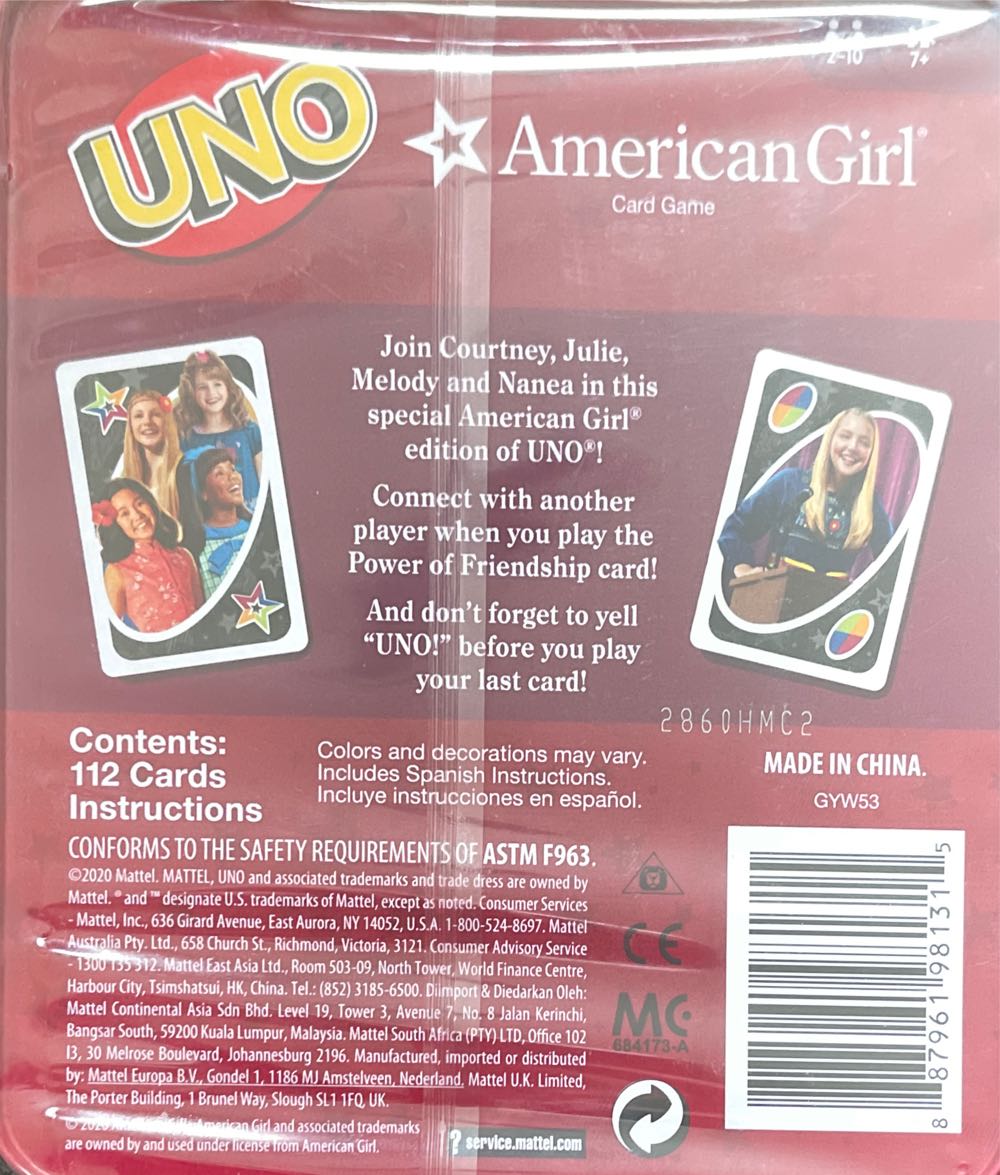 2-10
7+
UNO
American Girl®
Card Game
Join Courtney, Julie,
Melody and Nanea in this
special American Girl®
edition of UNO®!
Connect with another
player when you play the
Power of Friendship card!
And don't forget to yell
“UNO!” before you play
your last card!
2860HMC2
Contents:
112 Cards
Instructions
Colors and decorations may vary.
Includes Spanish Instructions.
Incluye instrucciones en español.
MADE IN CHINA.
GYW53
CONFORMS TO THE SAFETY REQUIREMENTS OF ASTM F963.
©2020 Mattel. MATTEL, UNO and associated trademarks and trade dress are owned by
Mattel. ® and ™ designate U.S. trademarks of Mattel, except as noted. Consumer Services
- Mattel, Inc., 636 Girard Avenue, East Aurora, NY 14052, U.S.A. 1-800-524-8697. Mattel
Australia Pty. Ltd., 658 Church St., Richmond, Victoria, 3121. Consumer Advisory Service
- 1300 135 312. Mattel East Asia Ltd., Room 503-09, North Tower, World Finance Centre,
Harbour City, Tsimshatsui, HK, China. Tel.: (852) 3185-6500. Diimport & Diedarkan Oleh:
Mattel Continental Asia Sdn Bhd. Level 19, Tower 3, Avenue 7, No. 8 Jalan Kerinchi,
Bangsar South, 59200 Kuala Lumpur, Malaysia. Mattel South Africa (PTY) LTD, Office 102
I3, 30 Melrose Boulevard, Johannesburg 2196. Manufactured, imported or distributed
by: Mattel Europa B.V., Gondel 1, 1186 MJ Amstelveen, Nederland. Mattel U.K. Limited,
The Porter Building, 1 Brunel Way, Slough SL1 1FQ, UK.
© 2020 American Girl and associated trademarks
are owned by and used under license from American Girl.
? service.mattel.com
CE
MC
684173-A
8 87961 98131 5